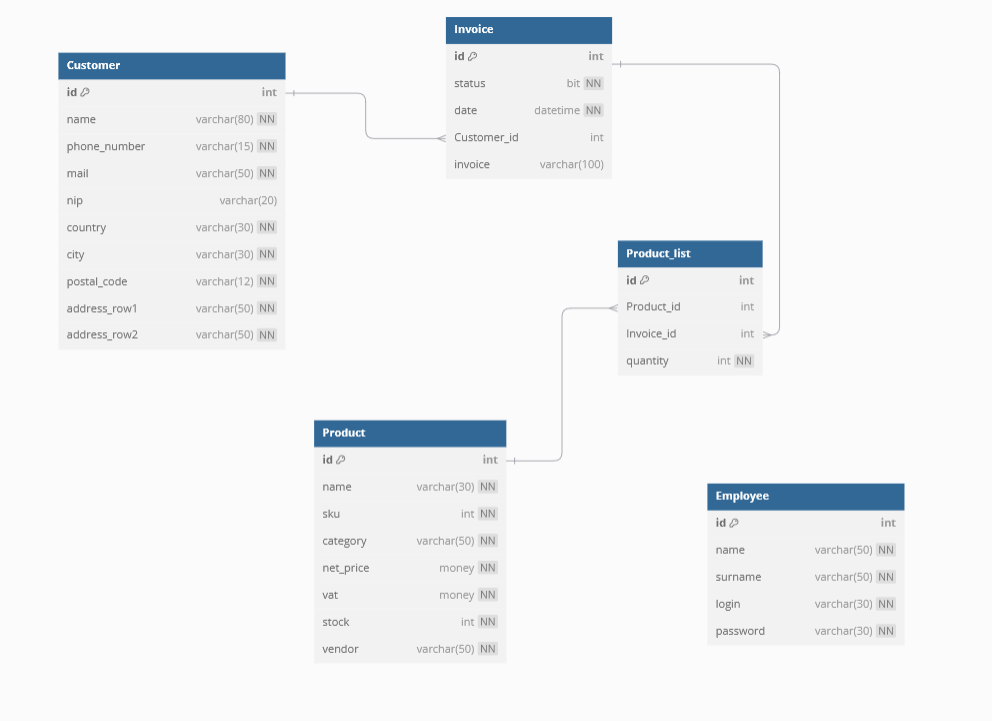 Customer
id int
name varchar(80) NN
phone_number varchar(15) NN
mail varchar(50) NN
nip varchar(20)
country varchar(30) NN
city varchar(30) NN
postal_code varchar(12) NN
address_row1 varchar(50) NN
address_row2 varchar(50) NN
Invoice
id int
status bit NN
date datetime NN
Customer_id int
invoice varchar(100)
Product_list
id int
Product_id int
Invoice_id int
quantity int NN
Product
id int
name varchar(30) NN
sku int NN
category varchar(50) NN
net_price money NN
vat money NN
stock int NN
vendor varchar(50) NN
Employee
id int
name varchar(50) NN
surname varchar(50) NN
login varchar(30) NN
password varchar(30) NN